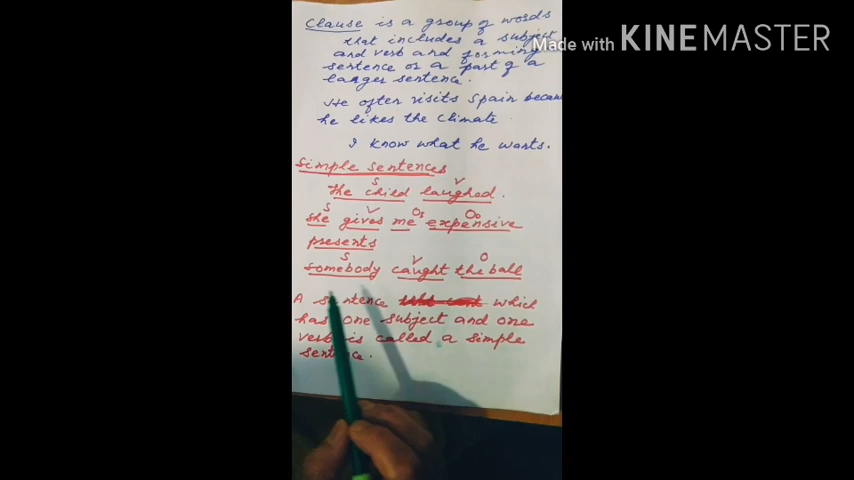 Clause is a group of words
that includes a subject
and verb and forming
sentence or a part of a
larger sentence.
He often visits Spain becau
he likes the climate.
I know what he wants.
Simple sentences
S V
The child laughed.
S V O O
she gives me expensive
presents
S V O
somebody caught the ball
A sentence which
has one subject and one
verb is called a simple
sentence.
Made with KINEMASTER